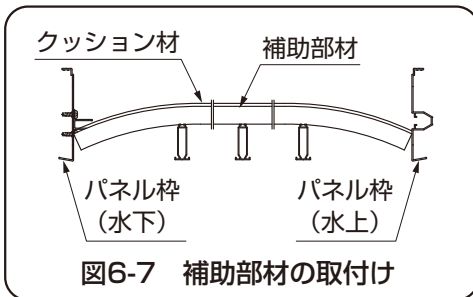 クッション材
補助部材
パネル枠
（水下）
パネル枠
（水上）
図6-7　補助部材の取付け